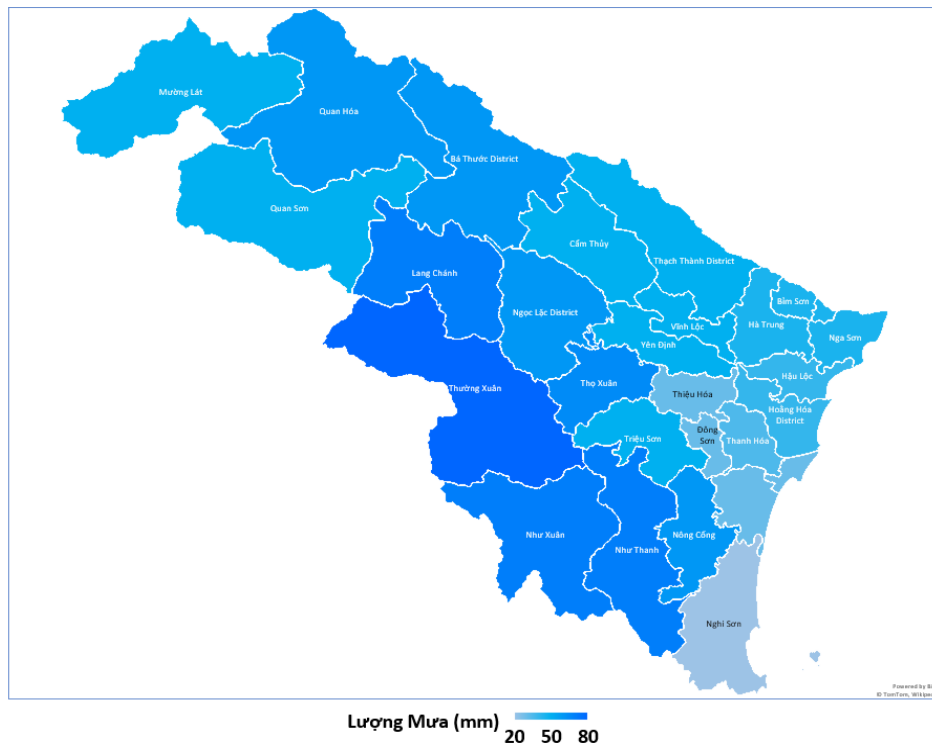 Mường Lát
Quan Hóa
Bá Thước District
Quan Sơn
Cẩm Thủy
Thạch Thành District
Lang Chánh
Bỉm Sơn
Ngọc Lặc District
Vĩnh Lộc
Hà Trung
Nga Sơn
Yên Định
Hậu Lộc
Thường Xuân
Thọ Xuân
Thiệu Hóa
Hoằng Hóa
District
Đông
Sơn
Thanh Hóa
Triệu Sơn
Như Xuân
Như Thanh
Nông Cống
Nghi Sơn
Powered by Bi
© TomTom, Wikipe
Lượng Mưa (mm)
20 50 80